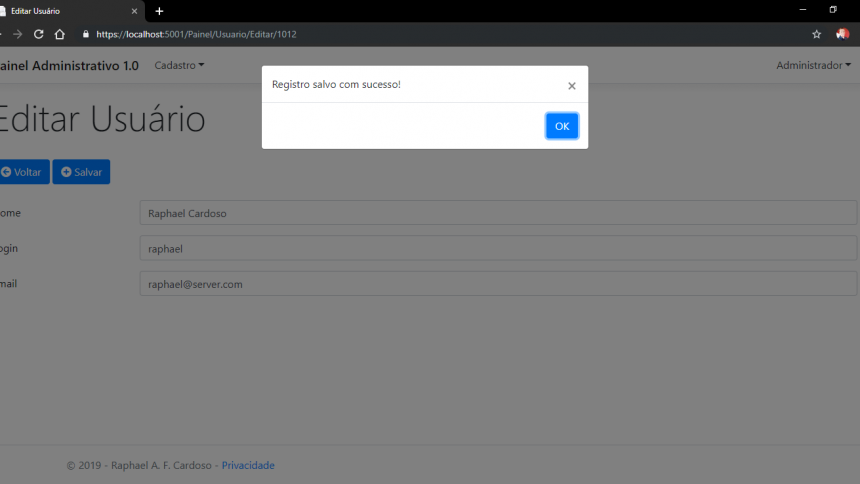 Editar Usuário
https://localhost:5001/Painel/Usuario/Editar/1012
ainel Administrativo 1.0 Cadastro Administrador
Registro salvo com sucesso! ×
OK
Editar Usuário
Voltar Salvar
ome Raphael Cardoso
ogin raphael
mail raphael@server.com
© 2019 - Raphael A. F. Cardoso - Privacidade